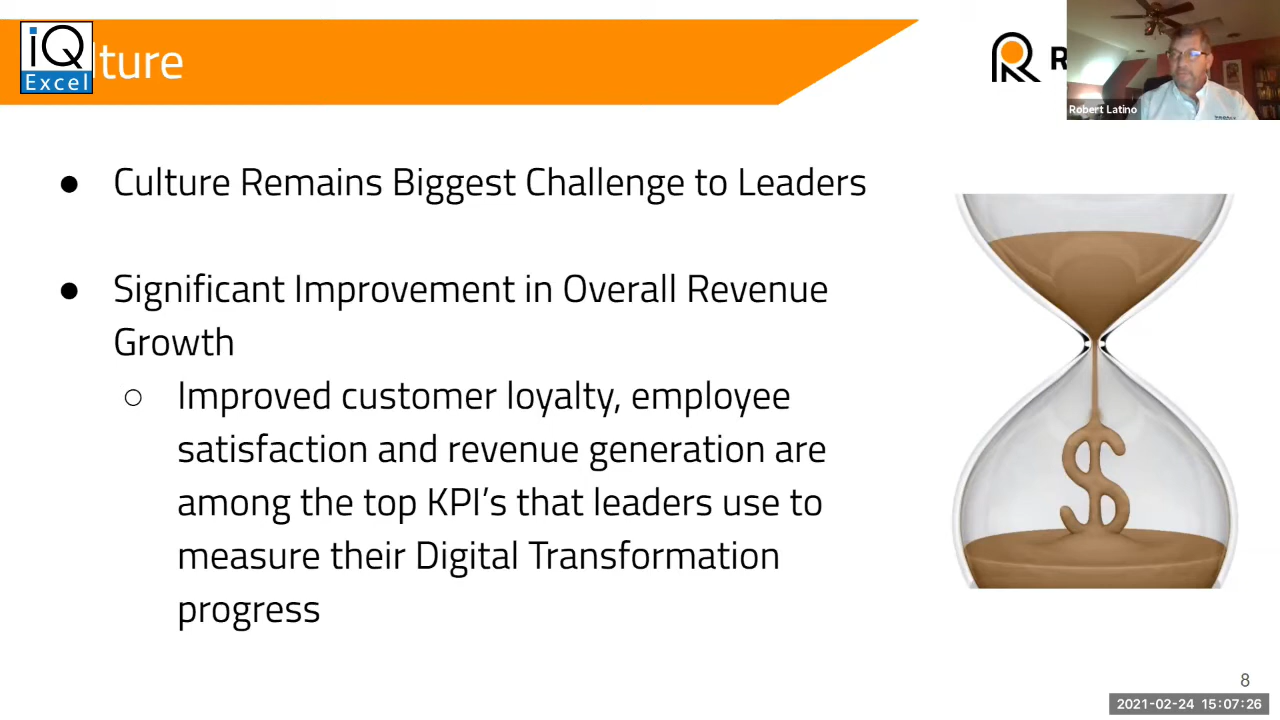 iQ
Excel
lture
R
Robert Latino
● Culture Remains Biggest Challenge to Leaders
● Significant Improvement in Overall Revenue
Growth
○ Improved customer loyalty, employee
satisfaction and revenue generation are
among the top KPI’s that leaders use to
measure their Digital Transformation
progress
$
8
2021-02-24 15:07:26